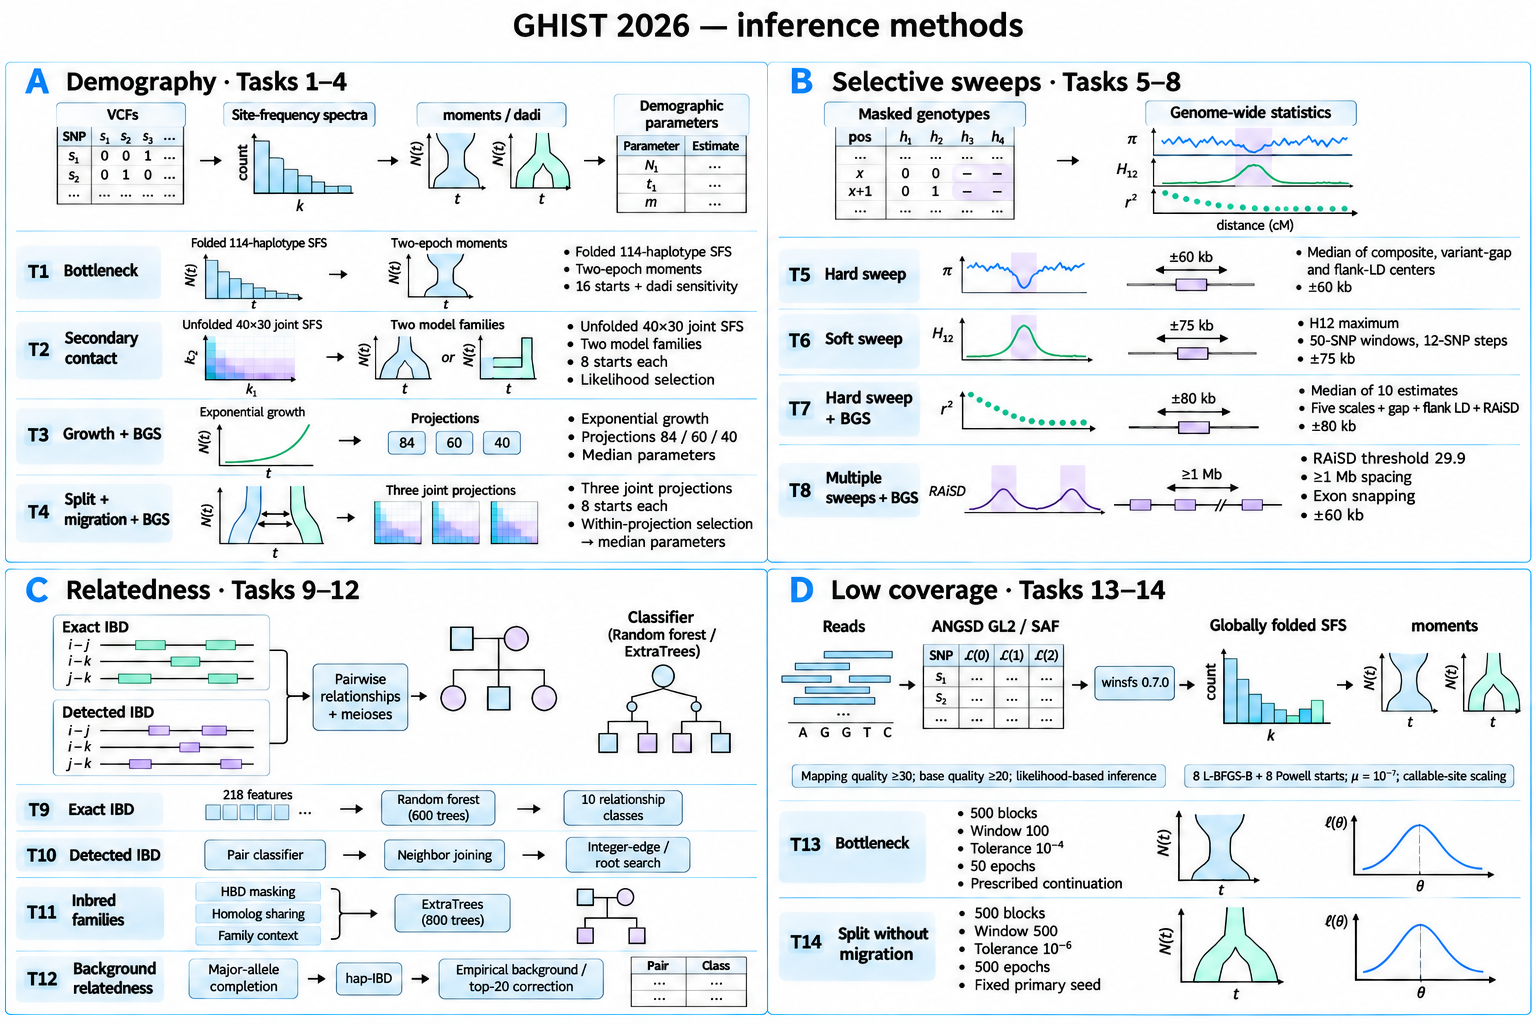 GHIST 2026 — inference methods
A Demography · Tasks 1–4
VCFs
SNP s1 s2 s3 ...
s1 0 0 1 ...
s2 0 1 0 ...
... ... ... ...
Site-frequency spectra
count
k
moments / dadi
N(t)
t
N(t)
t
Demographic
parameters
Parameter Estimate
N1 ...
t1 ...
m ...
T1 Bottleneck
Folded 114-haplotype SFS
N(t)
t
Two-epoch moments
N(t)
t
• Folded 114-haplotype SFS
• Two-epoch moments
• 16 starts + dadi sensitivity
T2 Secondary
contact
Unfolded 40×30 joint SFS
k2
k1
Two model families
N(t)
t
or
N(t)
t
• Unfolded 40×30 joint SFS
• Two model families
• 8 starts each
• Likelihood selection
T3 Growth + BGS
Exponential growth
N(t)
t
Projections
84 60 40
• Exponential growth
• Projections 84 / 60 / 40
• Median parameters
T4 Split +
migration + BGS
N(t)
t
Three joint projections
• Three joint projections
• 8 starts each
• Within-projection selection
→ median parameters
B Selective sweeps · Tasks 5–8
Masked genotypes
pos h1 h2 h3 h4
... ... ... ... ...
x 0 0 – –
x+1 0 1 – –
... ... ... ... ...
Genome-wide statistics
π
H12
r²
distance (cM)
T5 Hard sweep
π
±60 kb
• Median of composite, variant-gap
and flank-LD centers
• ±60 kb
T6 Soft sweep
H12
±75 kb
• H12 maximum
• 50-SNP windows, 12-SNP steps
• ±75 kb
T7 Hard sweep
+ BGS
r²
±80 kb
• Median of 10 estimates
• Five scales + gap + flank LD + RAiSD
• ±80 kb
T8 Multiple
sweeps + BGS
RAiSD
≥1 Mb
• RAiSD threshold 29.9
• ≥1 Mb spacing
• Exon snapping
• ±60 kb
C Relatedness · Tasks 9–12
Exact IBD
i – j
i – k
j – k
Detected IBD
i – j
i – k
j – k
Pairwise
relationships
+ meioses
Classifier
(Random forest /
ExtraTrees)
T9 Exact IBD
218 features
...
Random forest
(600 trees)
10 relationship
classes
T10 Detected IBD
Pair classifier
Neighbor joining
Integer-edge /
root search
T11 Inbred
families
HBD masking
Homolog sharing
Family context
ExtraTrees
(800 trees)
T12 Background
relatedness
Major-allele
completion
hap-IBD
Empirical background /
top-20 correction
Pair Class
... ...
... ...
D Low coverage · Tasks 13–14
Reads
...
A G G T C
ANGSD GL2 / SAF
SNP ℒ(0) ℒ(1) ℒ(2)
s1 ... ... ...
s2 ... ... ...
... ... ... ...
winsfs 0.7.0
Globally folded SFS
count
k
moments
N(t)
t
N(t)
t
Mapping quality ≥30; base quality ≥20; likelihood-based inference
8 L-BFGS-B + 8 Powell starts; μ = 10⁻⁷; callable-site scaling
T13 Bottleneck
• 500 blocks
• Window 100
• Tolerance 10⁻⁴
• 50 epochs
• Prescribed continuation
N(t)
t
ℓ(θ)
θ
T14 Split without
migration
• 500 blocks
• Window 500
• Tolerance 10⁻⁶
• 500 epochs
• Fixed primary seed
N(t)
t
ℓ(θ)
θ